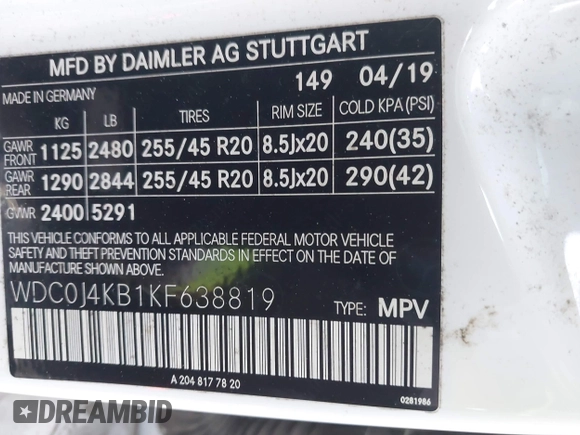 MFD BY DAIMLER AG STUTTGART
149 04/19
MADE IN GERMANY
KG LB TIRES RIM SIZE COLD KPA (PSI)
GAWR FRONT 1125 2480 255/45 R20 8.5Jx20 240(35)
GAWR REAR 1290 2844 255/45 R20 8.5Jx20 290(42)
GVWR 2400 5291
THIS VEHICLE CONFORMS TO ALL APPLICABLE FEDERAL MOTOR VEHICLE
SAFETY AND THEFT PREVENTION STANDARDS IN EFFECT ON THE DATE
OF MANUFACTURE SHOWN ABOVE.
WDC0J4KB1KF638819
TYPE: MPV
A 204 817 78 20
0281986
DREAMBID